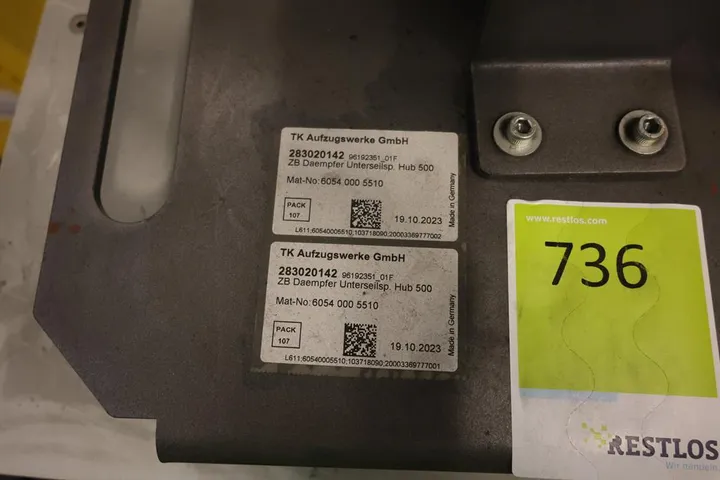 TK Aufzugswerke GmbH
283020142 96192351_01F
ZB Daempfer Unterseilsp. Hub 500
Mat-No: 6054 000 5510
PACK
107
19.10.2023
Made in Germany
L611;60540005510;103718090;20003369777002
TK Aufzugswerke GmbH
283020142 96192351_01F
ZB Daempfer Unterseilsp. Hub 500
Mat-No: 6054 000 5510
PACK
107
19.10.2023
Made in Germany
L611;60540005510;103718090;20003369777001
www.restlos.com
736
RESTLOS
Wir